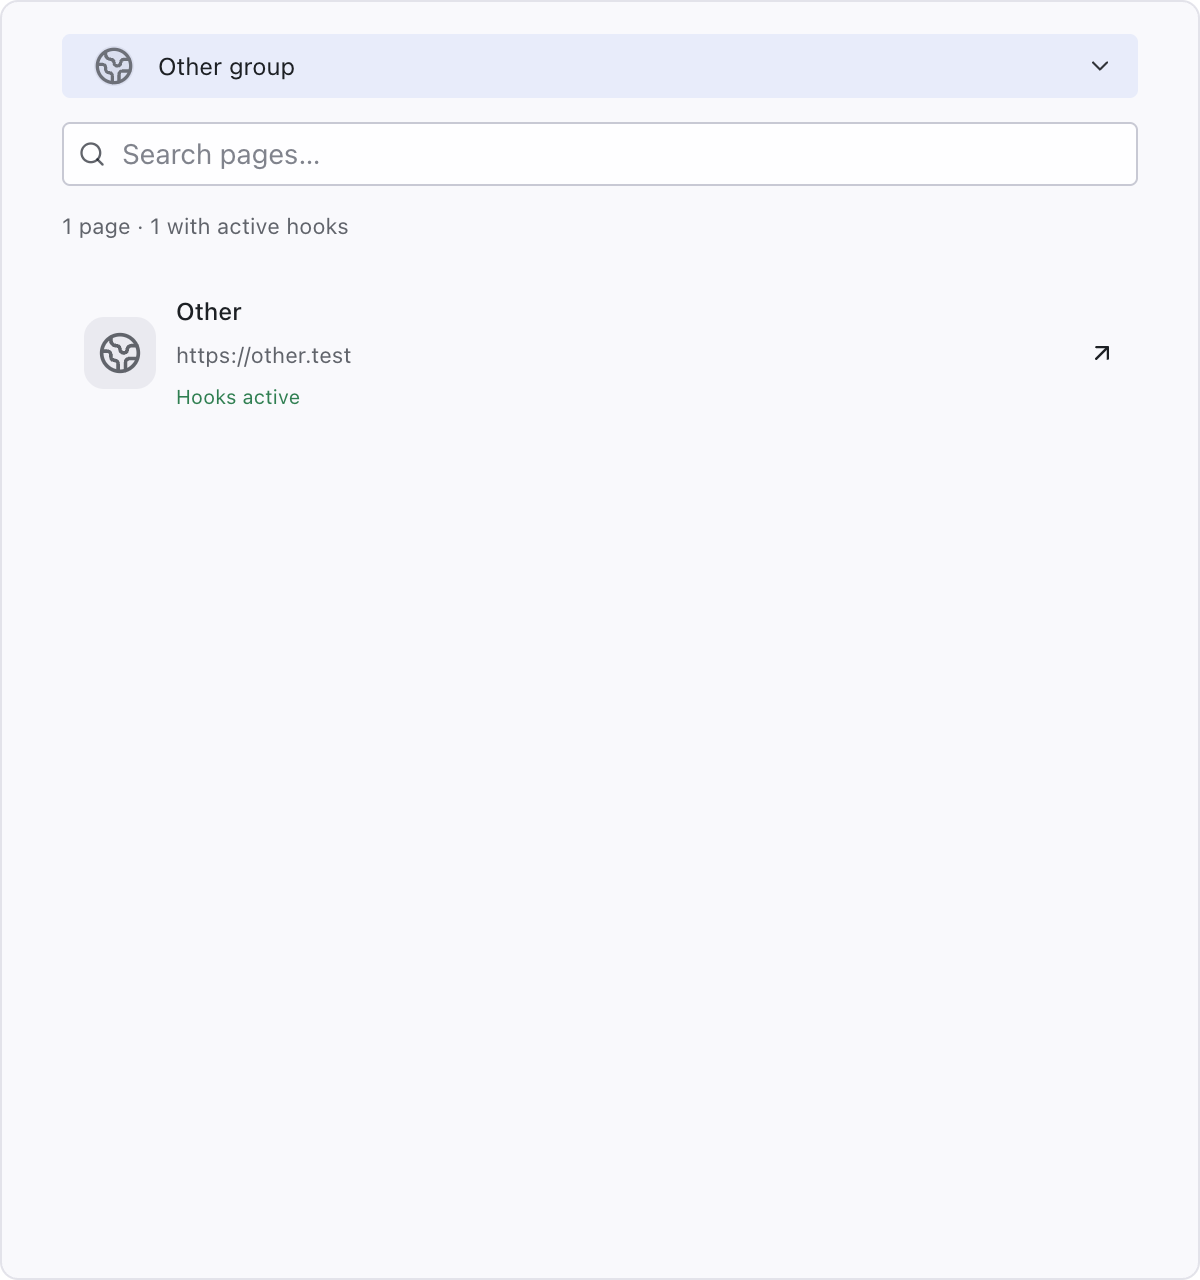 Other group
Search pages...
1 page · 1 with active hooks
Other
https://other.test
Hooks active